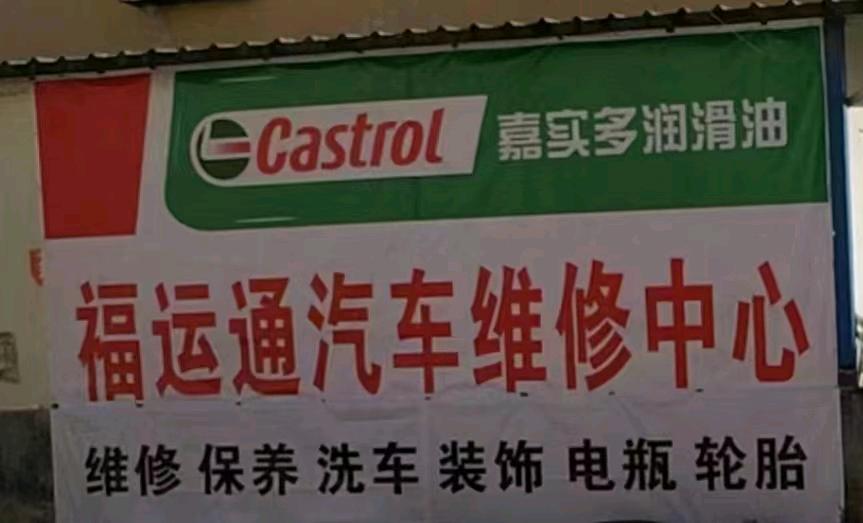 Castrol 嘉实多润滑油
福运通汽车维修中心
维修 保养 洗车 装饰 电瓶 轮胎